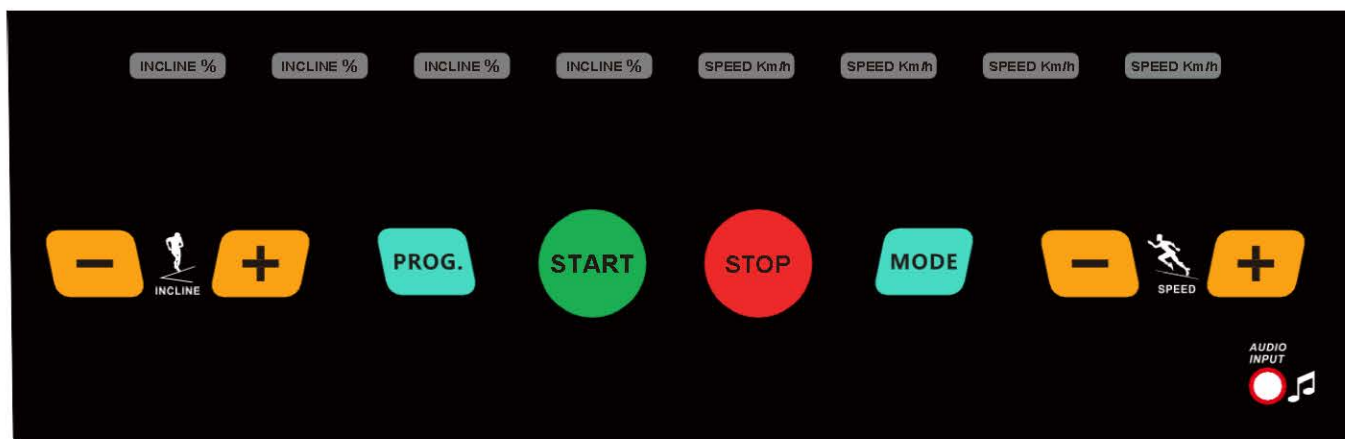 INCLINE % INCLINE % INCLINE % INCLINE % SPEED Km/h SPEED Km/h SPEED Km/h SPEED Km/h
− INCLINE + PROG. START STOP MODE − SPEED +
AUDIO
INPUT